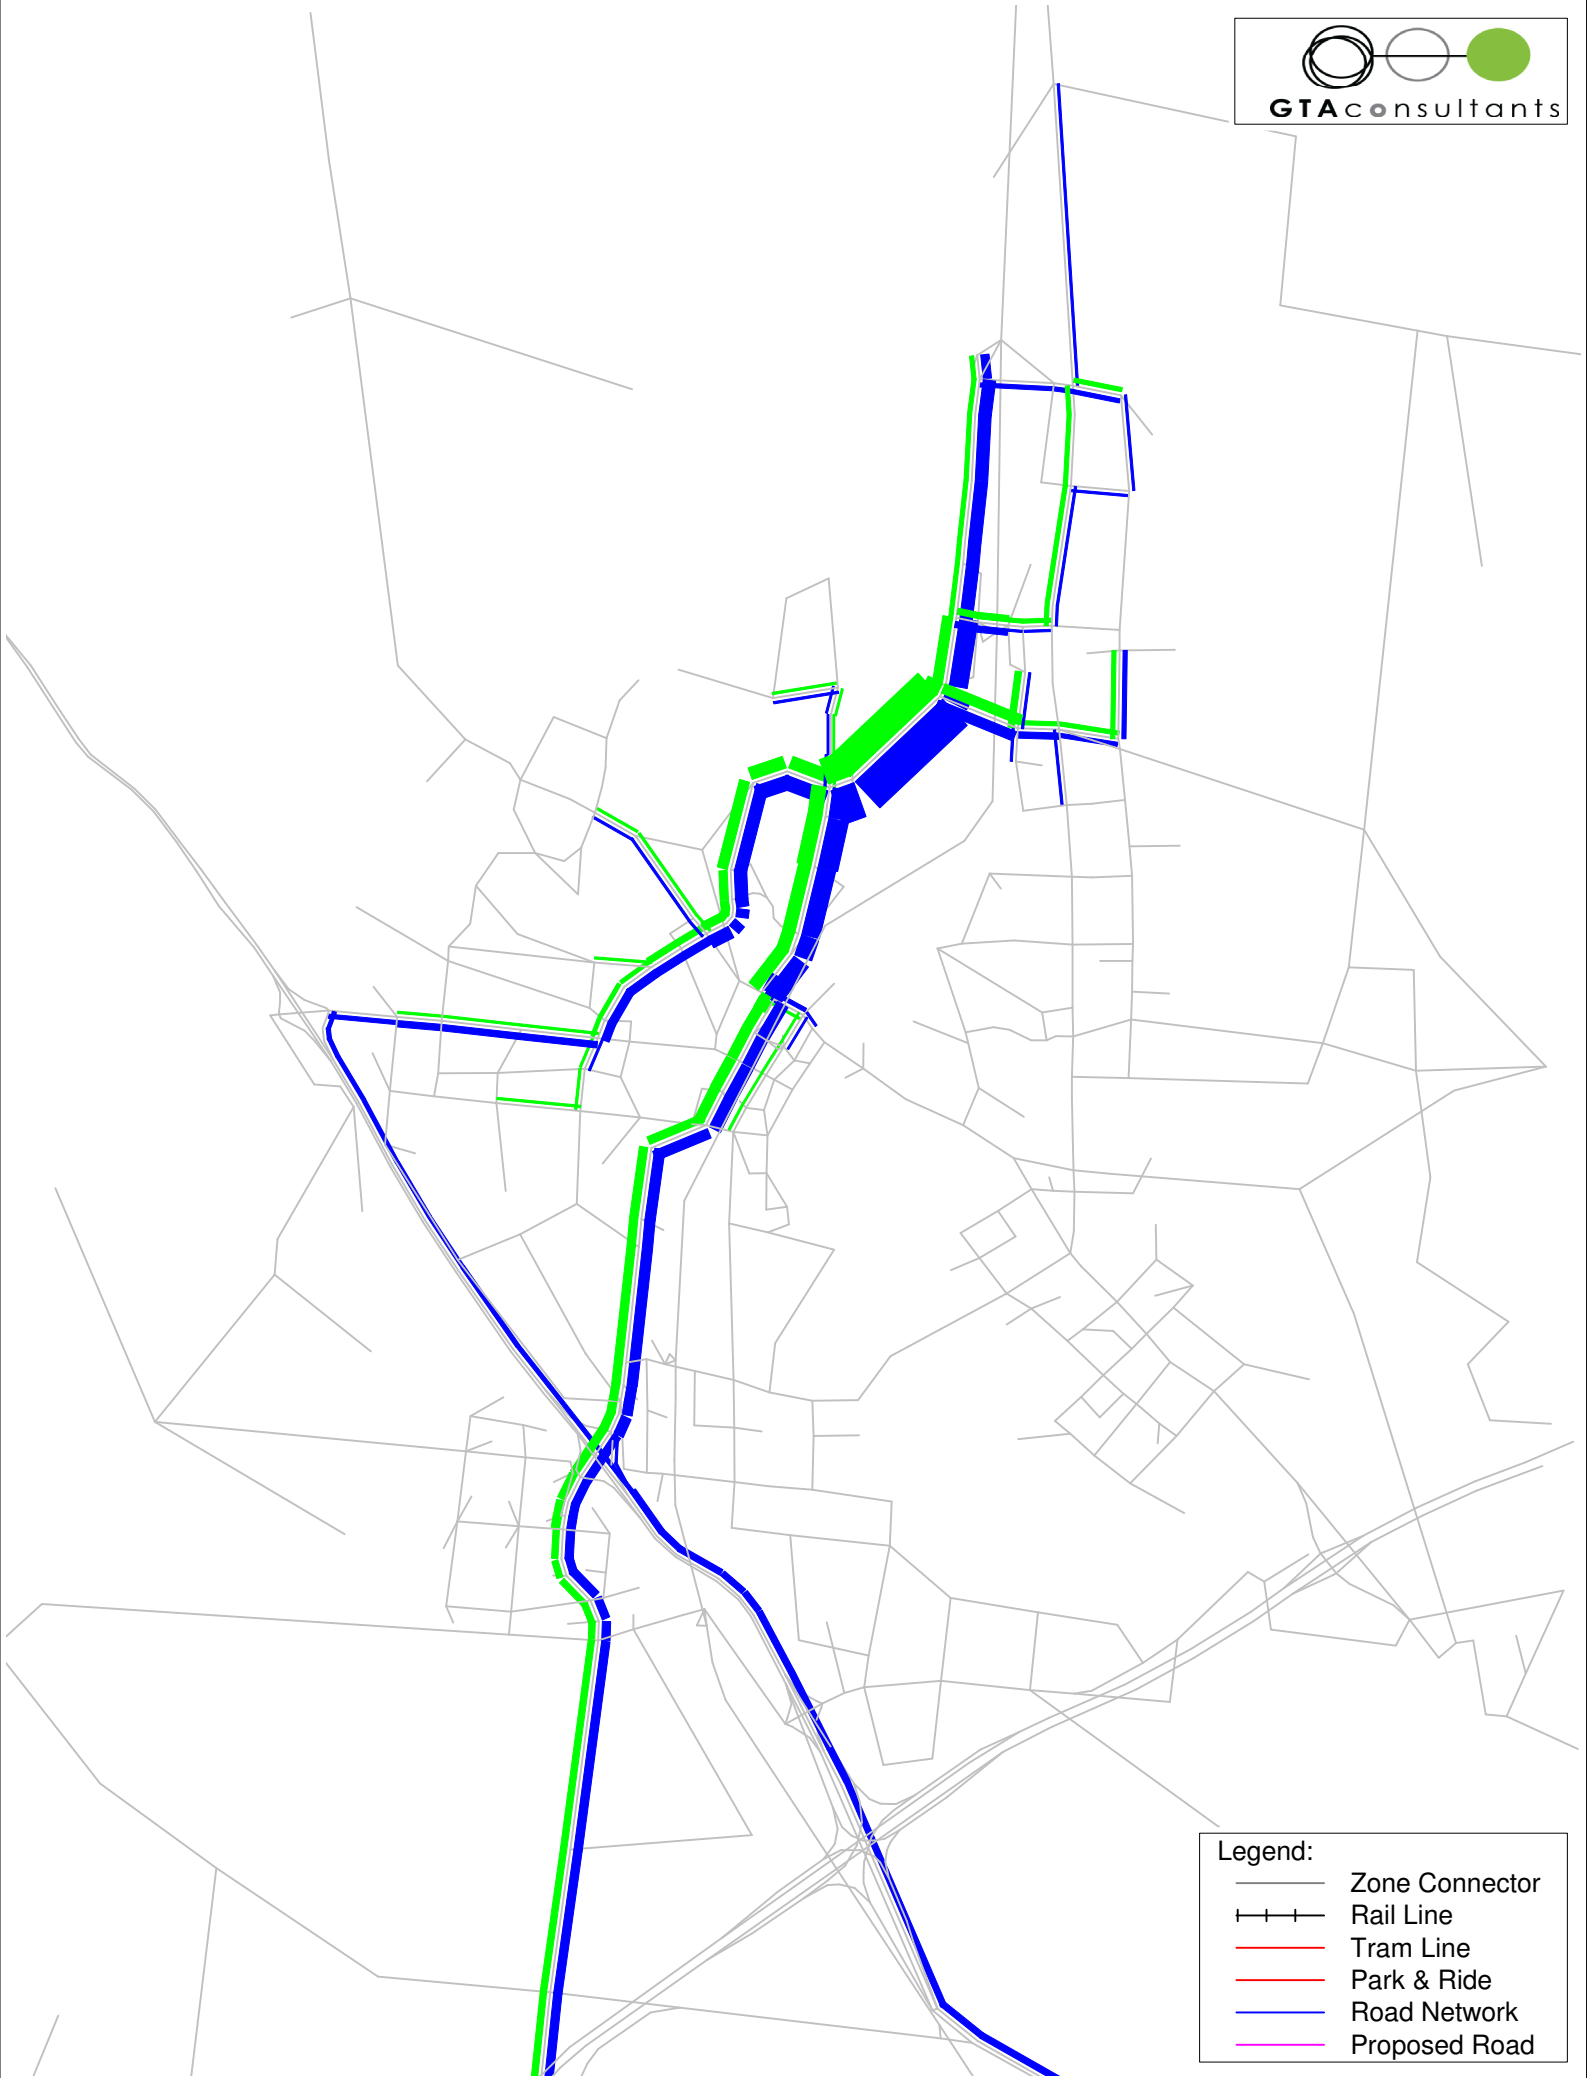 GTAconsultants
Legend:
Zone Connector
Rail Line
Tram Line
Park & Ride
Road Network
Proposed Road